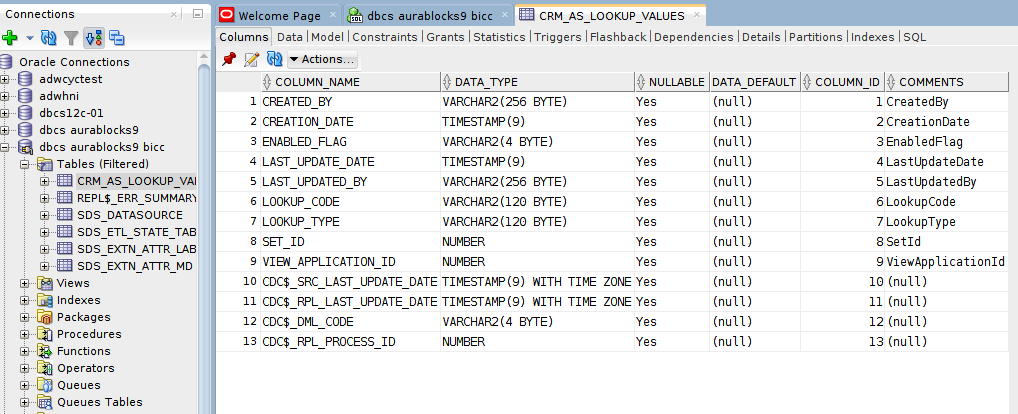 Connections
Oracle Connections
adwcyctest
adwhni
dbcs12c-01
dbcs aurablocks9
dbcs aurablocks9 bicc
Tables (Filtered)
CRM_AS_LOOKUP_VAL
REPL$_ERR_SUMMARY
SDS_DATASOURCE
SDS_ETL_STATE_TAB
SDS_EXTN_ATTR_LAB
SDS_EXTN_ATTR_MD
Views
Indexes
Packages
Procedures
Functions
Operators
Queues
Queues Tables
Welcome Page dbcs aurablocks9 bicc CRM_AS_LOOKUP_VALUES
Columns Data Model Constraints Grants Statistics Triggers Flashback Dependencies Details Partitions Indexes SQL
Actions...
COLUMN_NAME DATA_TYPE NULLABLE DATA_DEFAULT COLUMN_ID COMMENTS
1 CREATED_BY VARCHAR2(256 BYTE) Yes (null) 1 CreatedBy
2 CREATION_DATE TIMESTAMP(9) Yes (null) 2 CreationDate
3 ENABLED_FLAG VARCHAR2(4 BYTE) Yes (null) 3 EnabledFlag
4 LAST_UPDATE_DATE TIMESTAMP(9) Yes (null) 4 LastUpdateDate
5 LAST_UPDATED_BY VARCHAR2(256 BYTE) Yes (null) 5 LastUpdatedBy
6 LOOKUP_CODE VARCHAR2(120 BYTE) Yes (null) 6 LookupCode
7 LOOKUP_TYPE VARCHAR2(120 BYTE) Yes (null) 7 LookupType
8 SET_ID NUMBER Yes (null) 8 SetId
9 VIEW_APPLICATION_ID NUMBER Yes (null) 9 ViewApplicationId
10 CDC$_SRC_LAST_UPDATE_DATE TIMESTAMP(9) WITH TIME ZONE Yes (null) 10 (null)
11 CDC$_RPL_LAST_UPDATE_DATE TIMESTAMP(9) WITH TIME ZONE Yes (null) 11 (null)
12 CDC$_DML_CODE VARCHAR2(4 BYTE) Yes (null) 12 (null)
13 CDC$_RPL_PROCESS_ID NUMBER Yes (null) 13 (null)